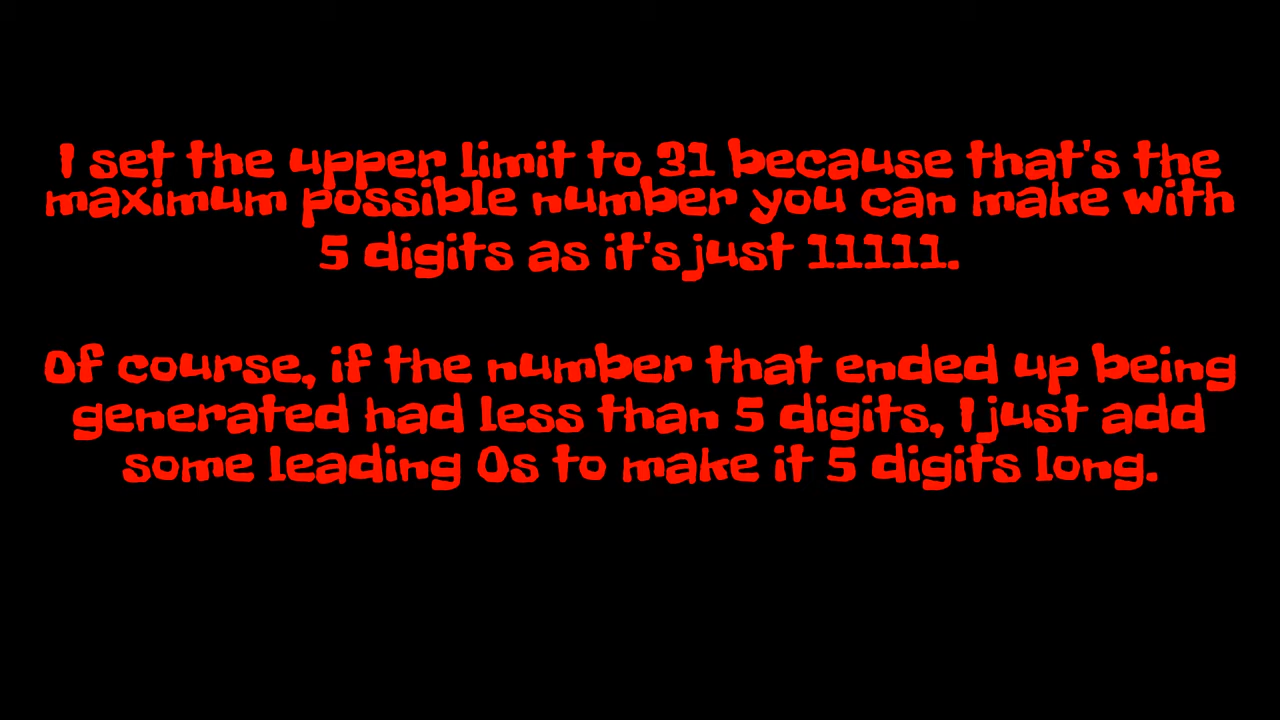 I set the upper limit to 31 because that's the
maximum possible number you can make with
5 digits as it's just 11111.
Of course, if the number that ended up being
generated had less than 5 digits, I just add
some leading 0s to make it 5 digits long.